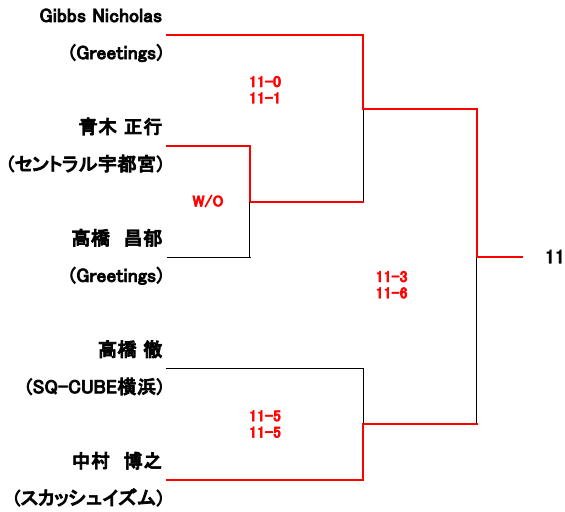 Gibbs Nicholas
(Greetings)
11-0
11-1
青木 正行
(セントラル宇都宮)
W/O
高橋　昌郁
(Greetings)
11
11-3
11-6
高橋 徹
(SQ-CUBE横浜)
11-5
11-5
中村　博之
(スカッシュイズム)